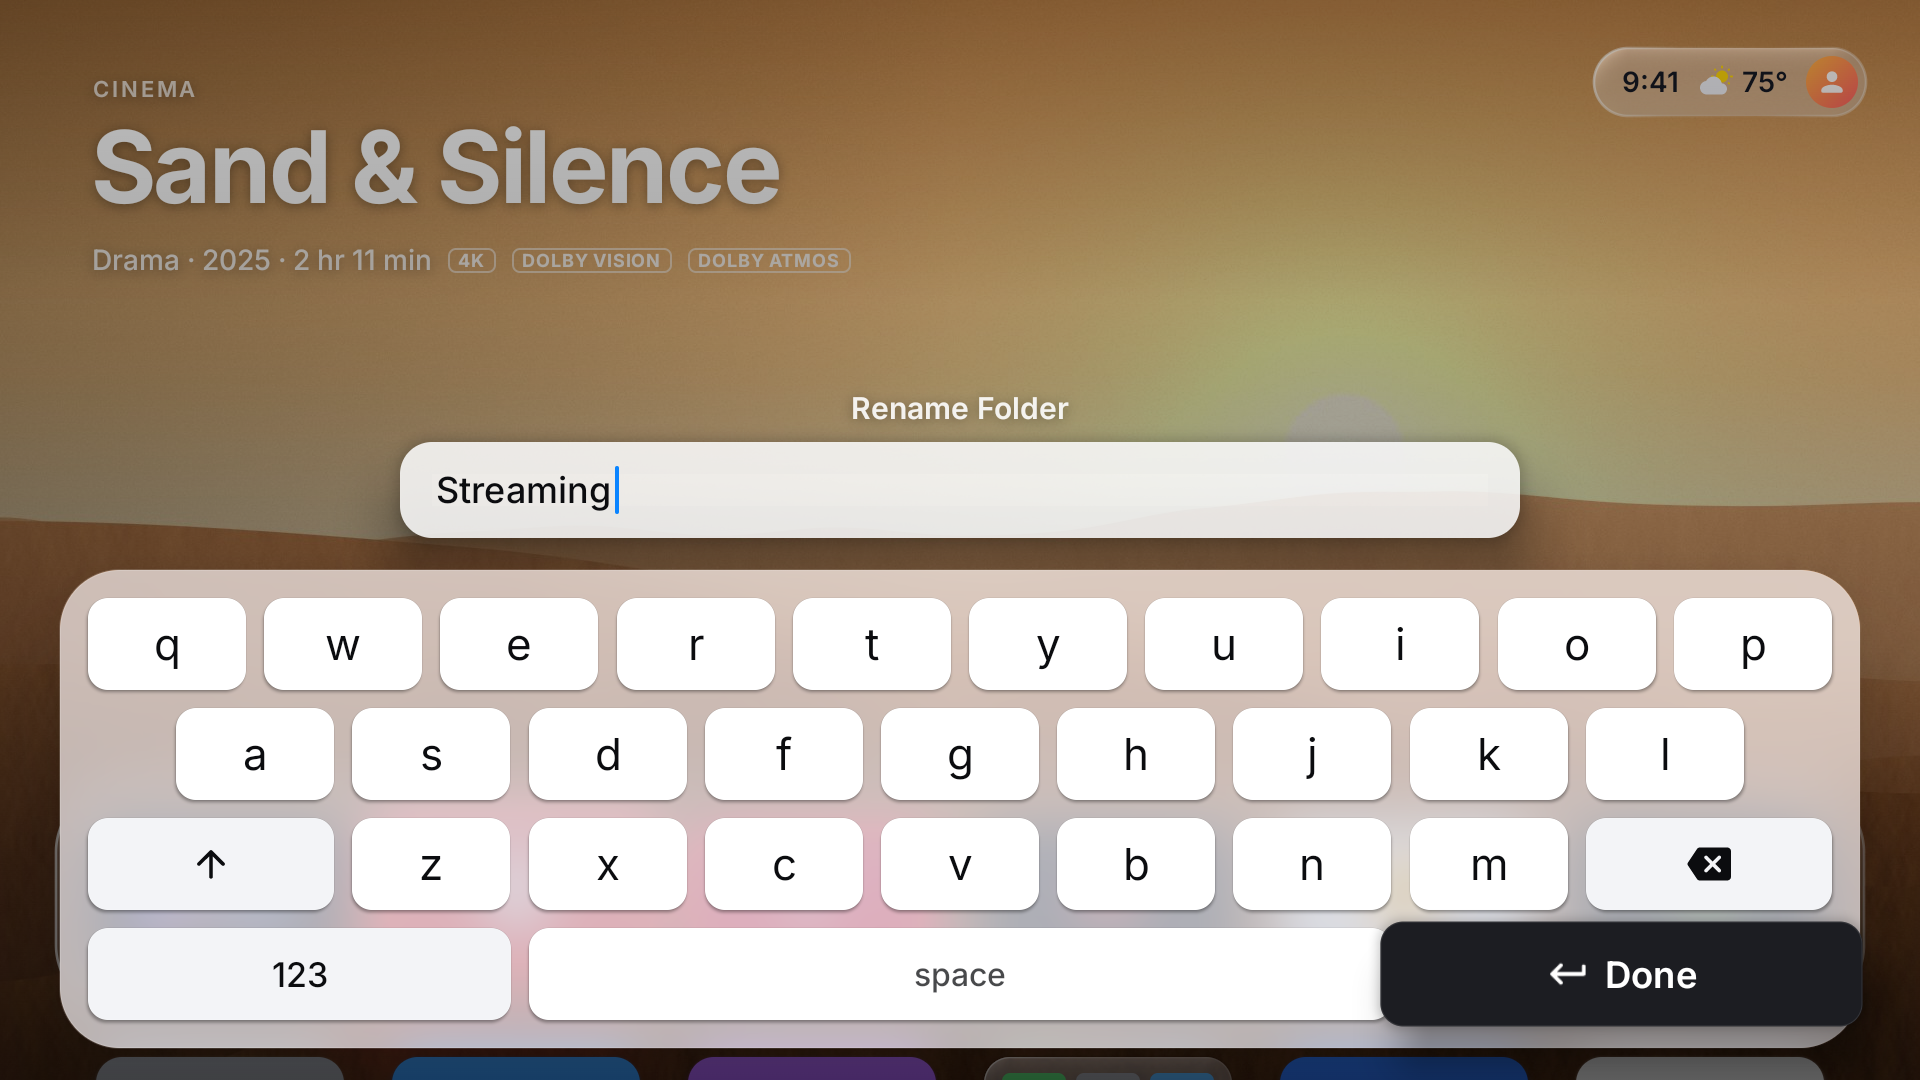 CINEMA
9:41 75°
Sand & Silence
Drama · 2025 · 2 hr 11 min 4K DOLBY VISION DOLBY ATMOS
Rename Folder
Streaming
q w e r t y u i o p
a s d f g h j k l
z x c v b n m
123 space Done